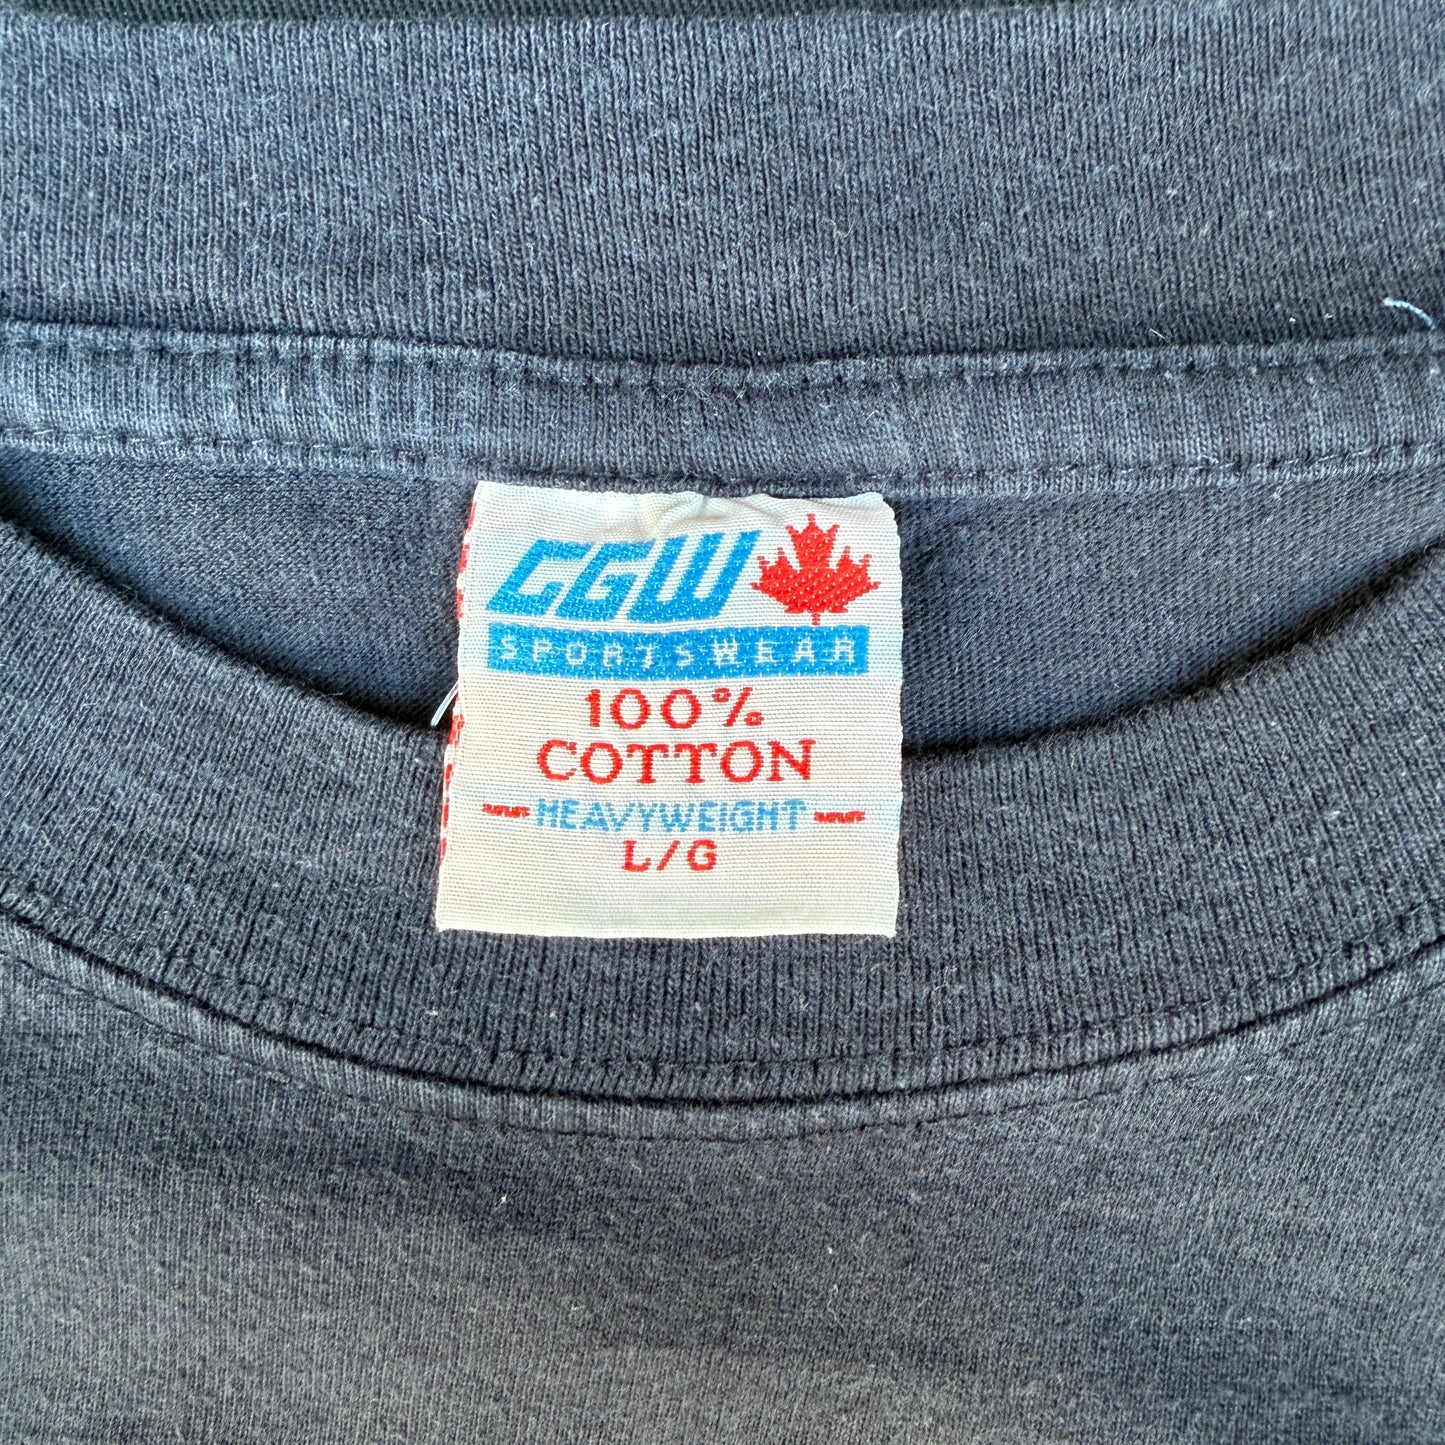 CGW
SPORTSWEAR
100%
COTTON
HEAVYWEIGHT
L/G